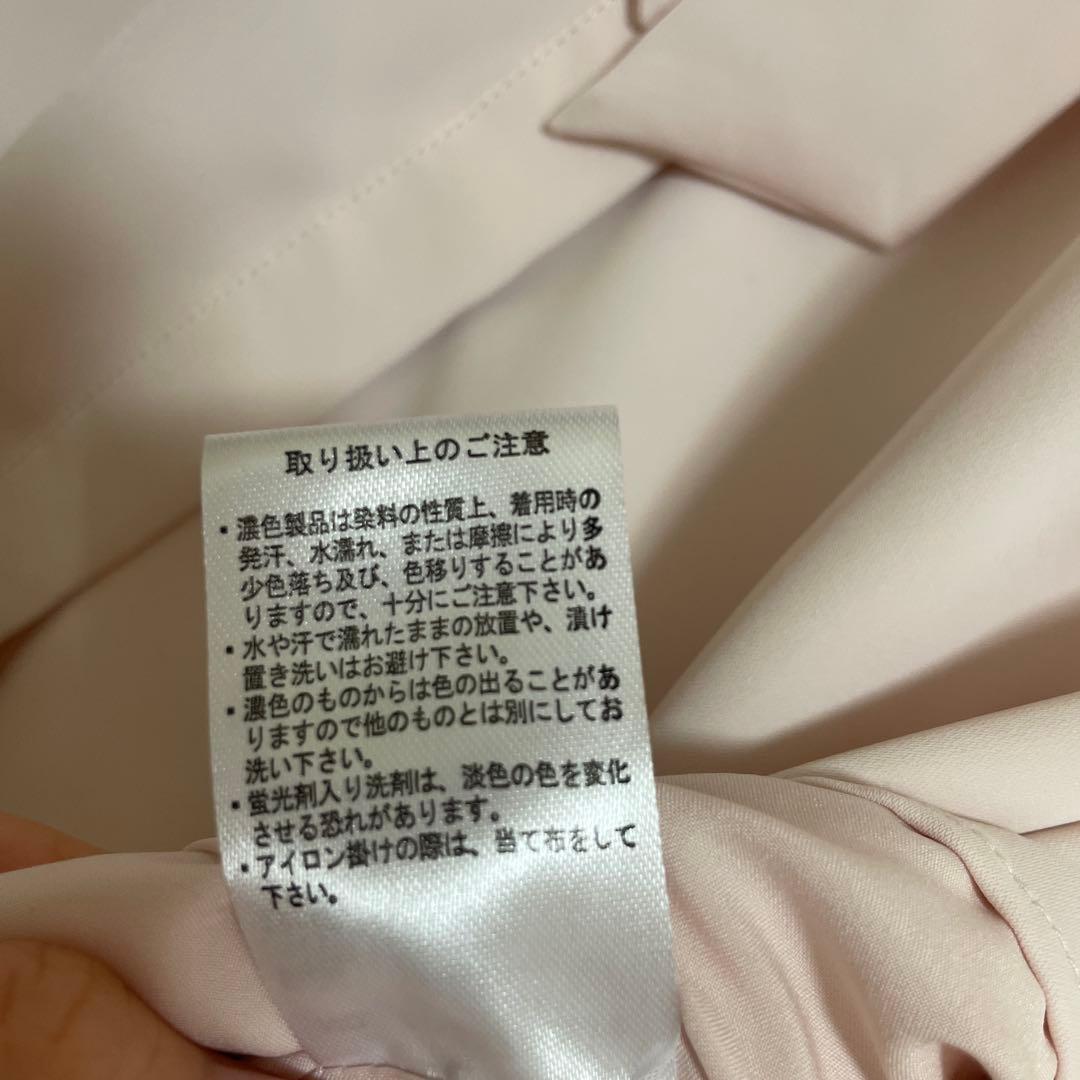 取り扱い上のご注意
・濃色製品は染料の性質上、着用時の
発汗、水濡れ、または摩擦により多
少色落ち及び、色移りすることがあ
りますので、十分にご注意下さい。
・水や汗で濡れたままの放置や、漬け
置き洗いはお避け下さい。
・濃色のものからは色の出ることがあ
りますので他のものとは別にしてお
洗い下さい。
・蛍光剤入り洗剤は、淡色の色を変化
させる恐れがあります。
・アイロン掛けの際は、当て布をして
下さい。